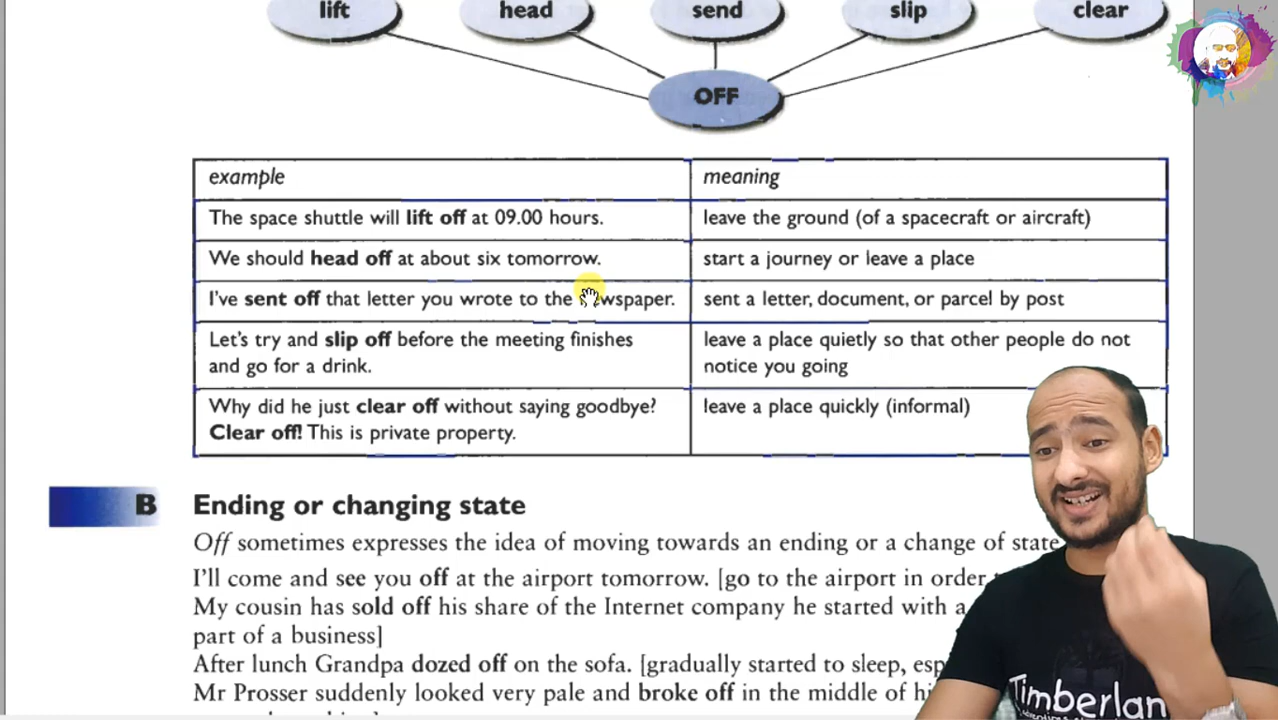 lift head send slip clear
OFF
example meaning
The space shuttle will lift off at 09.00 hours. leave the ground (of a spacecraft or aircraft)
We should head off at about six tomorrow. start a journey or leave a place
I've sent off that letter you wrote to the newspaper. sent a letter, document, or parcel by post
Let's try and slip off before the meeting finishes leave a place quietly so that other people do not
and go for a drink. notice you going
Why did he just clear off without saying goodbye? leave a place quickly (informal)
Clear off! This is private property.
B Ending or changing state
Off sometimes expresses the idea of moving towards an ending or a change of state
I'll come and see you off at the airport tomorrow. [go to the airport in order
My cousin has sold off his share of the Internet company he started with a
part of a business]
After lunch Grandpa dozed off on the sofa. [gradually started to sleep,
Mr Prosser suddenly looked very pale and broke off in the middle of
Timberlan